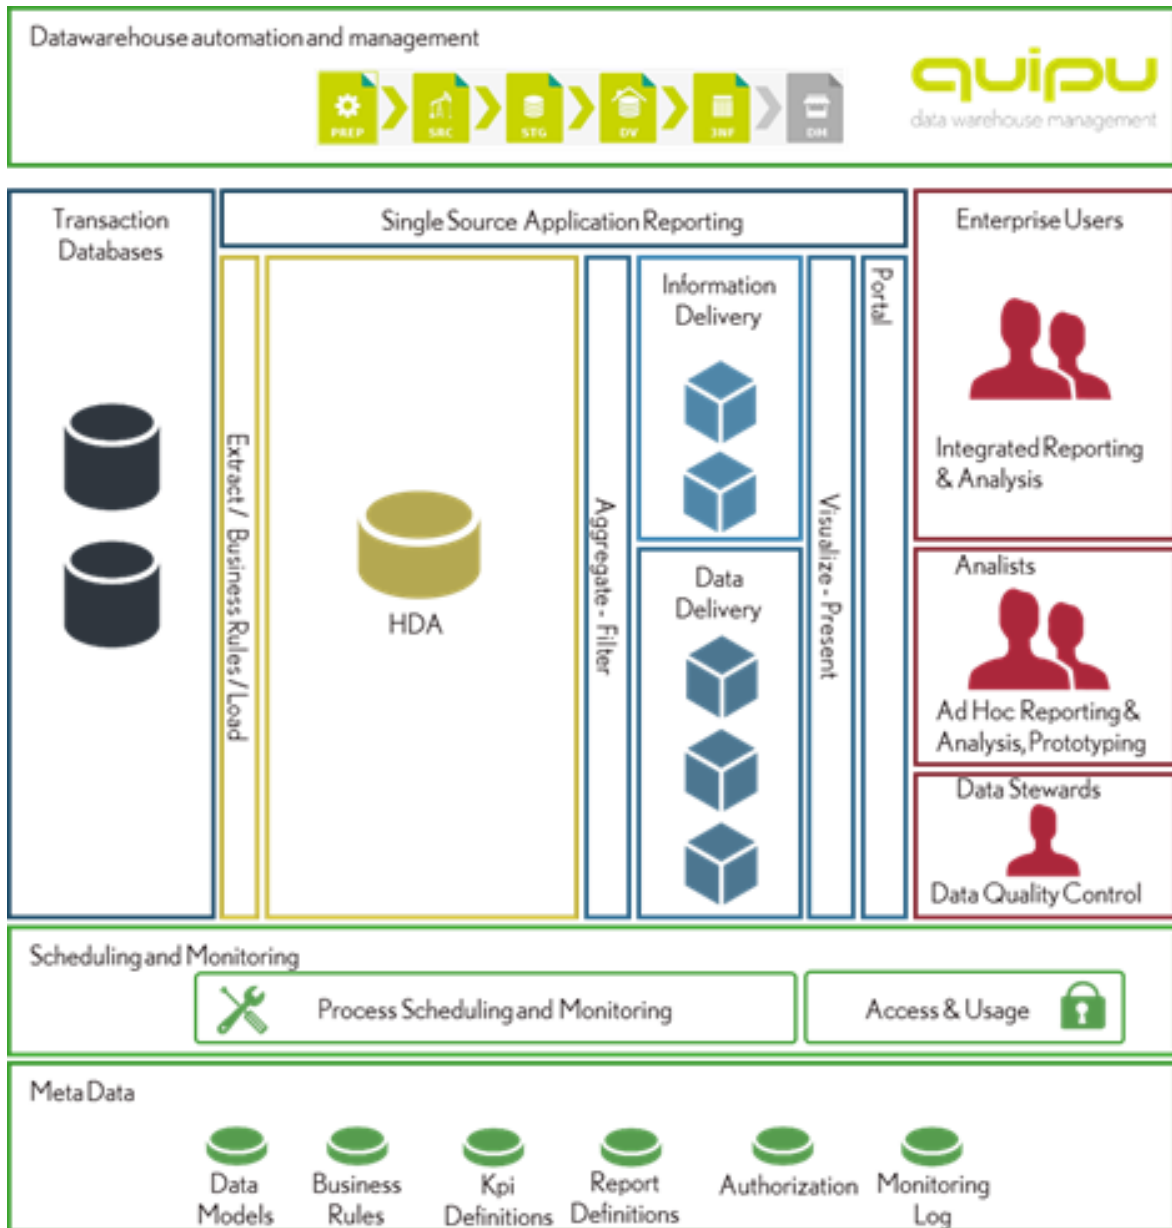 Datawarehouse automation and management
PREP
SRC
STG
DV
3NF
DM
quipu
data warehouse management
Transaction
Databases
Single Source Application Reporting
Extract / Business Rules / Load
HDA
Aggregate - Filter
Information
Delivery
Data
Delivery
Visualize - Present
Portal
Enterprise Users
Integrated Reporting
& Analysis
Analists
Ad Hoc Reporting &
Analysis, Prototyping
Data Stewards
Data Quality Control
Scheduling and Monitoring
Process Scheduling and Monitoring
Access & Usage
Meta Data
Data
Models
Business
Rules
Kpi
Definitions
Report
Definitions
Authorization
Monitoring
Log